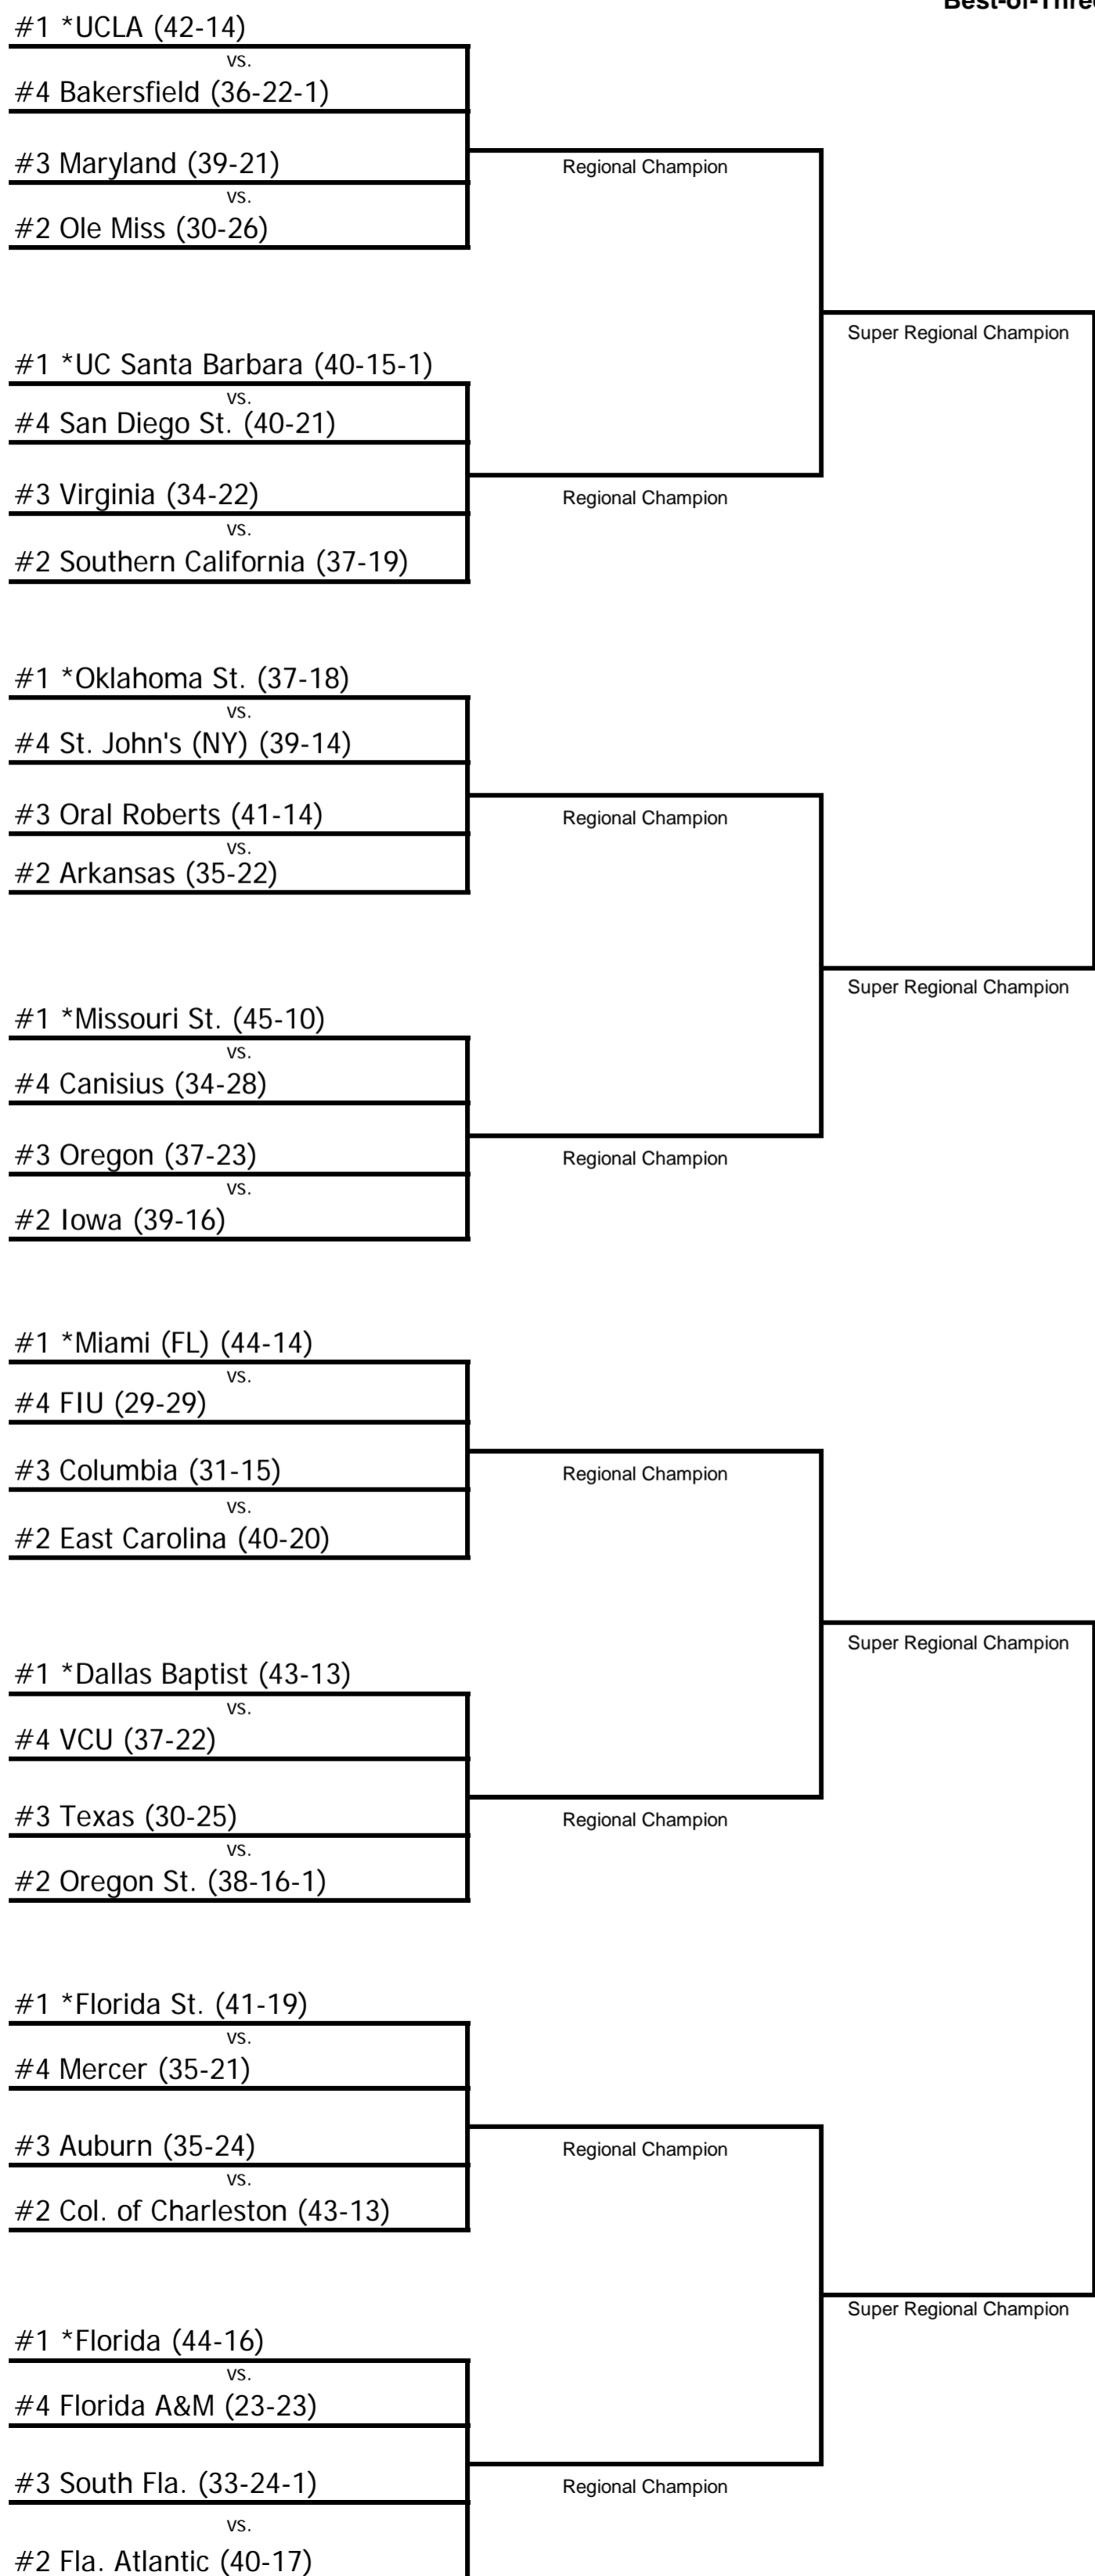 Best-of-Three
#1 *UCLA (42-14)
vs.
#4 Bakersfield (36-22-1)
#3 Maryland (39-21)
Regional Champion
vs.
#2 Ole Miss (30-26)
Super Regional Champion
#1 *UC Santa Barbara (40-15-1)
vs.
#4 San Diego St. (40-21)
#3 Virginia (34-22)
Regional Champion
vs.
#2 Southern California (37-19)
#1 *Oklahoma St. (37-18)
vs.
#4 St. John's (NY) (39-14)
#3 Oral Roberts (41-14)
Regional Champion
vs.
#2 Arkansas (35-22)
Super Regional Champion
#1 *Missouri St. (45-10)
vs.
#4 Canisius (34-28)
#3 Oregon (37-23)
Regional Champion
vs.
#2 Iowa (39-16)
#1 *Miami (FL) (44-14)
vs.
#4 FIU (29-29)
#3 Columbia (31-15)
Regional Champion
vs.
#2 East Carolina (40-20)
Super Regional Champion
#1 *Dallas Baptist (43-13)
vs.
#4 VCU (37-22)
#3 Texas (30-25)
Regional Champion
vs.
#2 Oregon St. (38-16-1)
#1 *Florida St. (41-19)
vs.
#4 Mercer (35-21)
#3 Auburn (35-24)
Regional Champion
vs.
#2 Col. of Charleston (43-13)
Super Regional Champion
#1 *Florida (44-16)
vs.
#4 Florida A&M (23-23)
#3 South Fla. (33-24-1)
Regional Champion
vs.
#2 Fla. Atlantic (40-17)